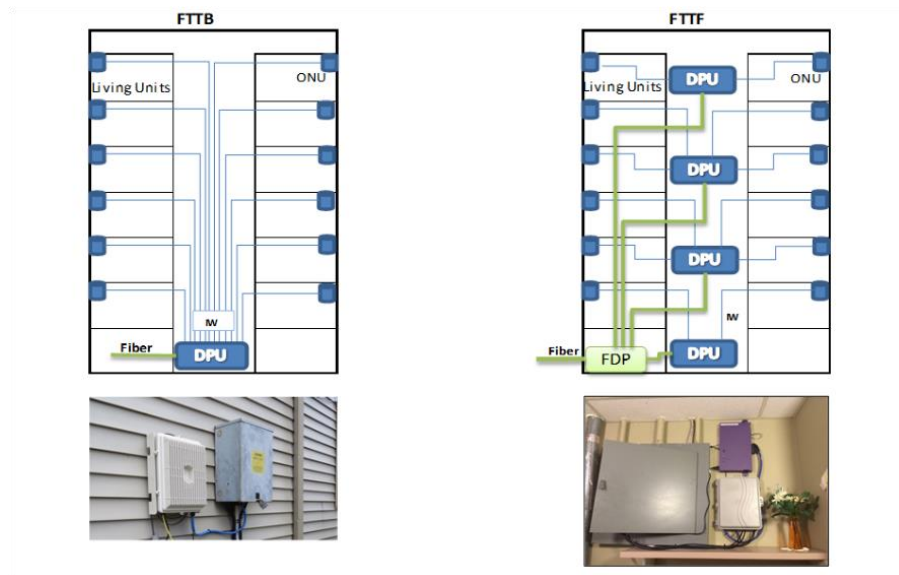 FTTB
Living Units
ONU
IW
Fiber
DPU
FTTF
DPU
Living Units
ONU
DPU
DPU
IW
Fiber
FDP
DPU